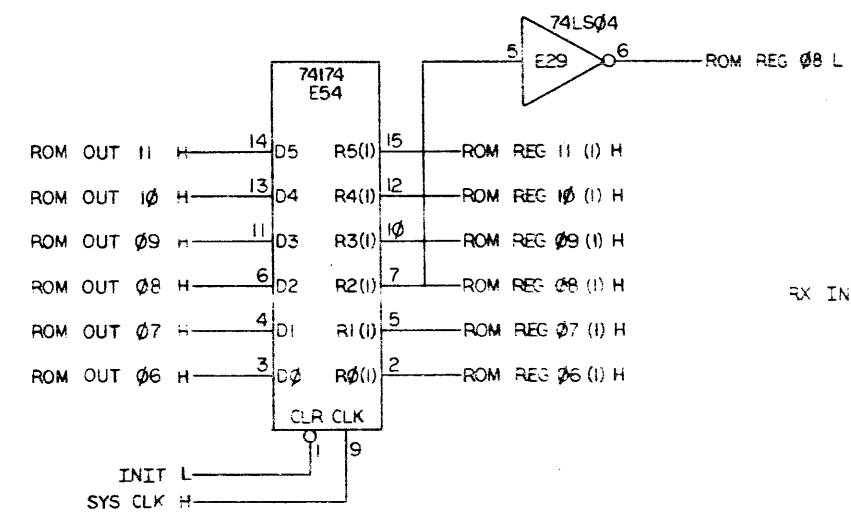 74LSØ4
5 E29 6 ROM REG Ø8 L
74174
E54
ROM OUT 11 H 14 D5 R5(1) 15 ROM REG 11 (1) H
ROM OUT 1Ø H 13 D4 R4(1) 12 ROM REG 1Ø (1) H
ROM OUT Ø9 H 11 D3 R3(1) 1Ø ROM REG Ø9 (1) H
ROM OUT Ø8 H 6 D2 R2(1) 7 ROM REG Ø8 (1) H
RX IN
ROM OUT Ø7 H 4 D1 R1(1) 5 ROM REG Ø7 (1) H
ROM OUT Ø6 H 3 DØ RØ(1) 2 ROM REG Ø6 (1) H
CLR CLK
1 9
INIT L
SYS CLK H